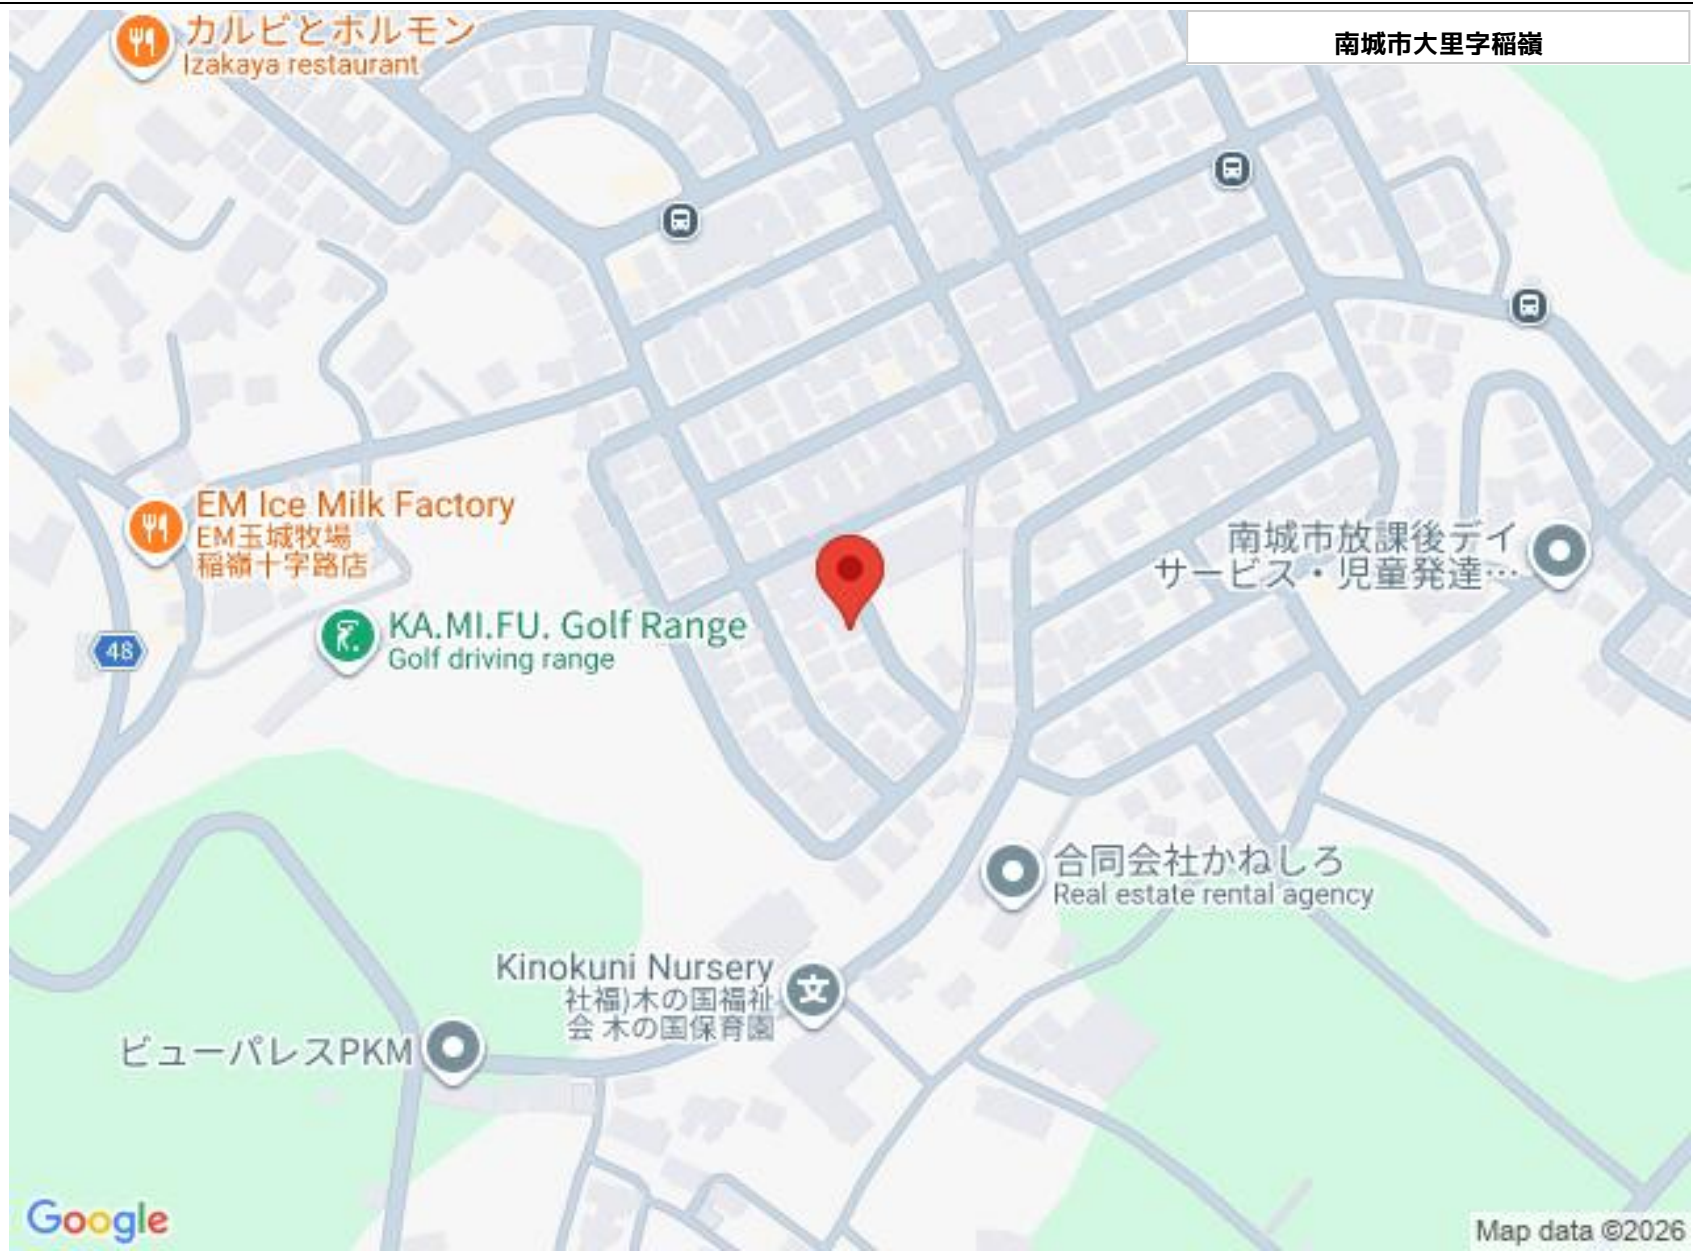 カルビとホルモン
Izakaya restaurant
南城市大里字稲嶺
EM Ice Milk Factory
EM玉城牧場
稲嶺十字路店
南城市放課後デイ
サービス・児童発達…
KA.MI.FU. Golf Range
Golf driving range
48
合同会社かねしろ
Real estate rental agency
Kinokuni Nursery
社福)木の国福祉
会 木の国保育園
文
ビューパレスPKM
Google
Map data ©2026